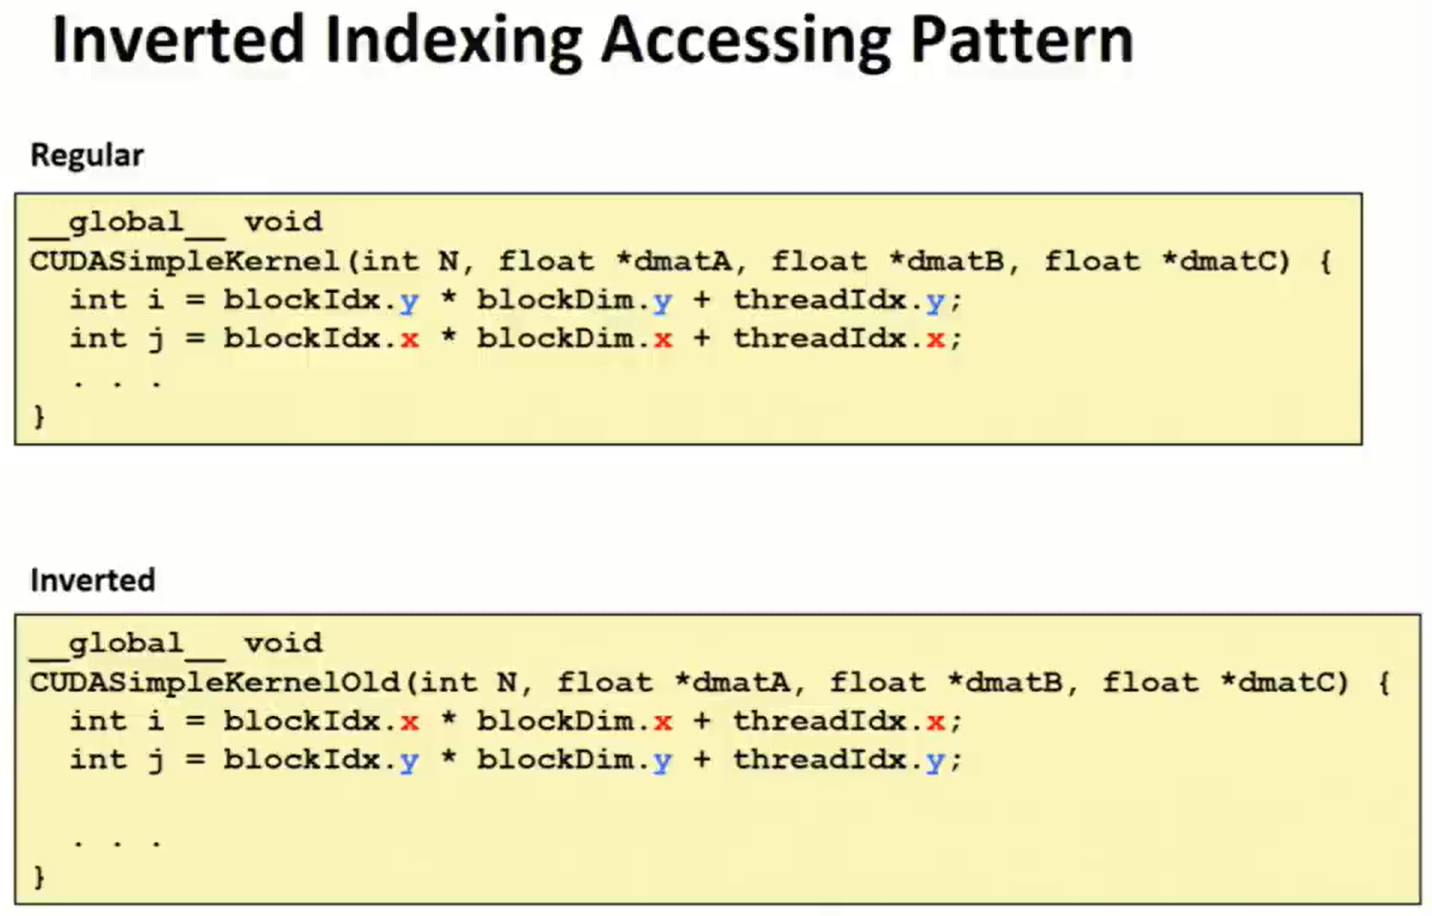 Inverted Indexing Accessing Pattern
Regular
__global__ void
CUDASimpleKernel(int N, float *dmatA, float *dmatB, float *dmatC) {
  int i = blockIdx.y * blockDim.y + threadIdx.y;
  int j = blockIdx.x * blockDim.x + threadIdx.x;
  . . .
}
Inverted
__global__ void
CUDASimpleKernelOld(int N, float *dmatA, float *dmatB, float *dmatC) {
  int i = blockIdx.x * blockDim.x + threadIdx.x;
  int j = blockIdx.y * blockDim.y + threadIdx.y;
  . . .
}